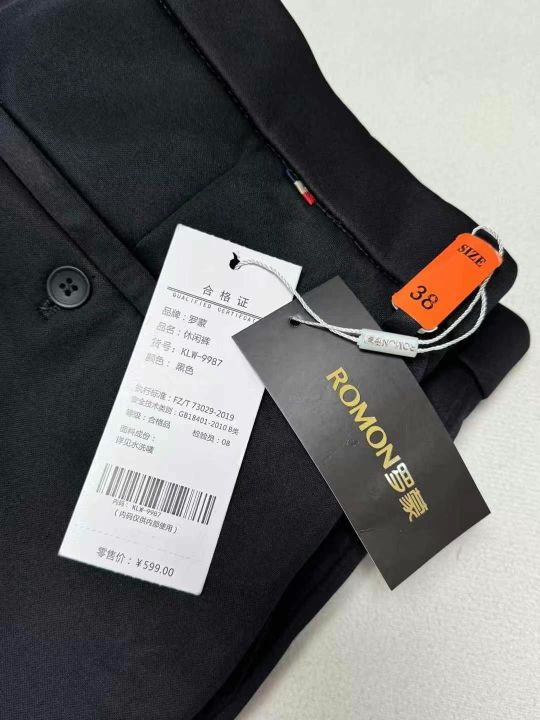 合格证
QUALIFIED CERTIFICATE
品牌：罗蒙
品名：休闲裤
货号：KLW-9987
颜色：黑色
执行标准：FZ/T 73029-2019
安全技术类别：GB18401-2010 B类
等级：合格品 检验员：08
面料成份：
详见水洗唛
内码：KLW-9987
（内码仅供内部使用）
零售价：¥599.00
ROMON罗蒙
ROMON
SIZE
38